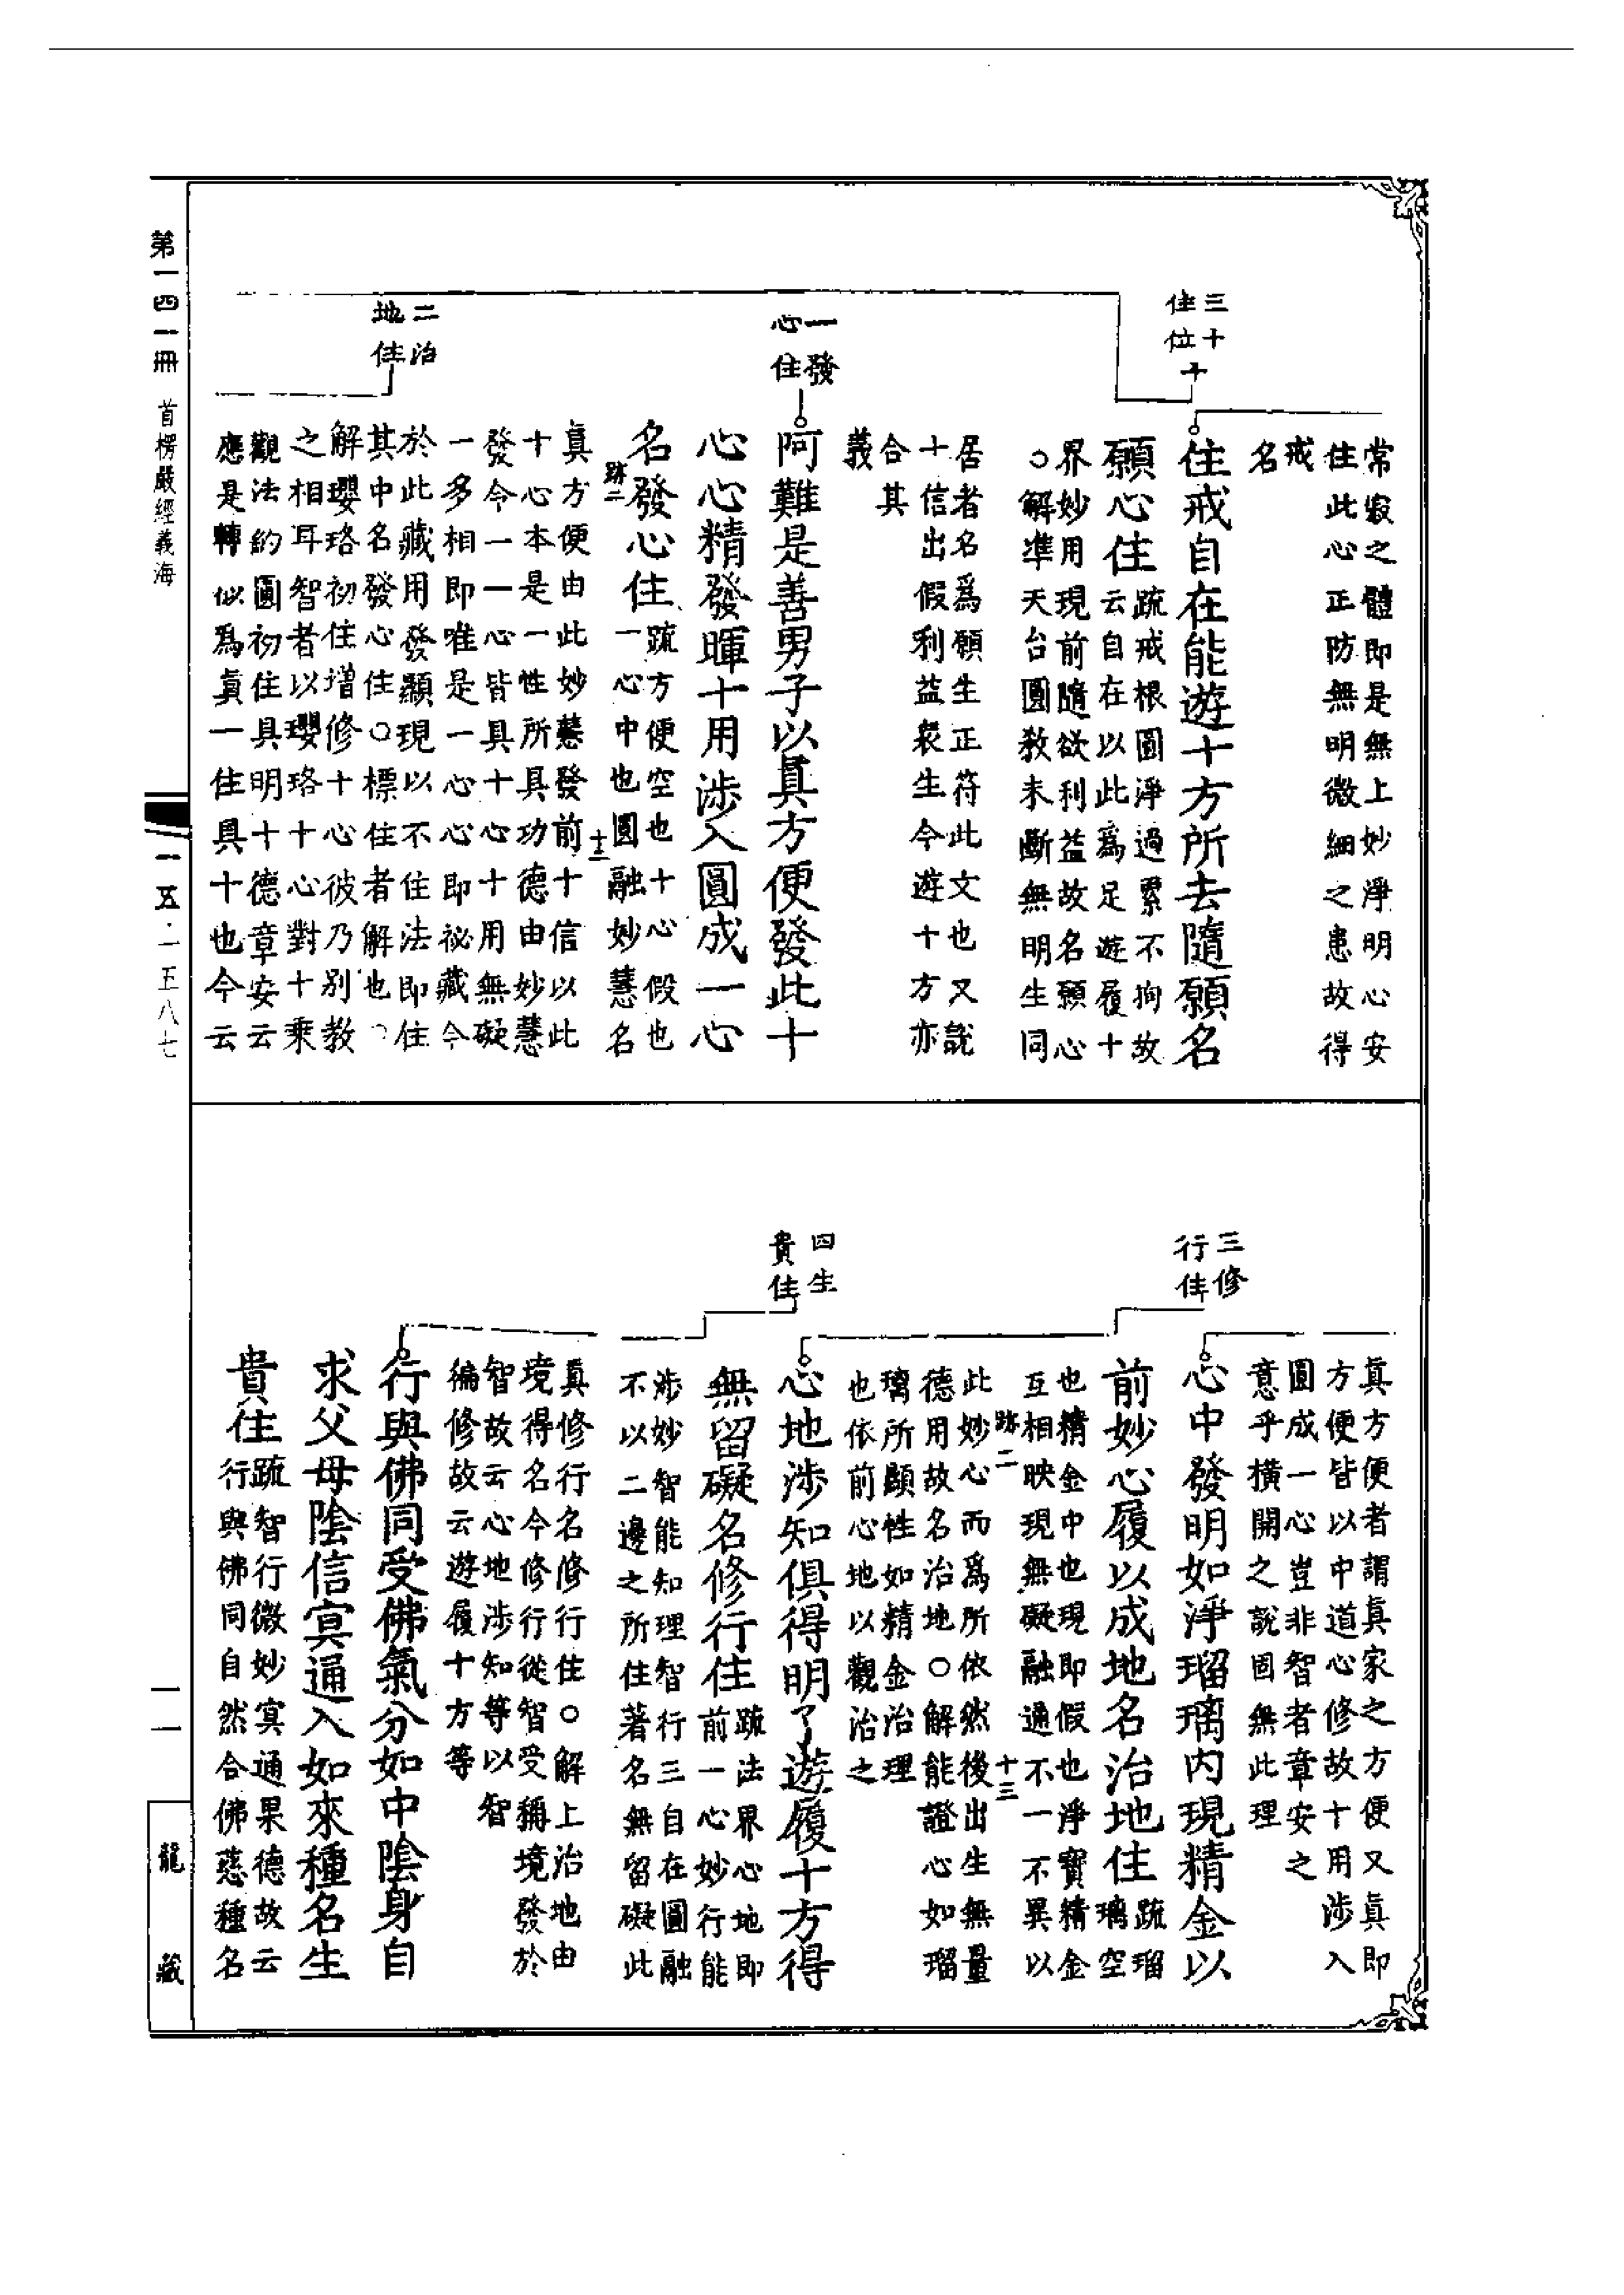 三十
住位十
常寂之體即是無上妙淨明心安
住此心正防無明微細之患故得
戒
名
住戒自在能遊十方所去隨願名
願心住
疏戒根圓淨過累不拘故
云自在以此為足遊履十
界妙用現前隨欲利益故名願心
○解準天台圓教未斷無明生同
居者名為願生正符此文也又説
十信出假利益衆生今遊十方亦
合其
義
一發
心住
阿難是善男子以真方便發此十
心心精發暉十用涉入圓成一心
名發心住
疏方便空也十心假也
一心中也圓融妙慧名
跡二
十三
真方便由此妙慧發前十信以此
十心本是一性所具功德由妙慧
發今一一心皆具十心十用無礙
一多相即唯是一心心即祕藏今
於此藏用發顯現以不住法即住
其中名發心住○標住者解也○
解瓔珞初住增修十心彼乃別教
之相耳智者以瓔珞十心對十乘
觀法約圓初住具明十德章安云
應是轉似為真一住具十也今云
二治
地住
真方便者謂真家之方便又真即
方便皆以中道心修故十用涉入
圓成一心豈非智者章安之
意乎橫開之説固無此理
心中發明如淨瑠璃內現精金以
前妙心履以成地名治地住
疏瑠
璃空
也精金中也現即假也淨寶精金
互相映現無礙融通不一不異以
跡二
十三
此妙心而為所依然後出生無量
德用故名治地○解能證心如瑠
璃所顯性如精金治理
也依前心地以觀治之
三修
行住
心地涉知俱得明了遊履十方得
無留礙名修行住
疏法界心地即
前一心妙行能
涉妙智能知理智行三自在圓融
不以二邊之所住著名無留礙此
真修行名修行住○解上治地由
境得名今修行從智受稱境發於
智故云心地涉知等以智
徧修故云遊履十方等
四生
貴住
行與佛同受佛氣分如中陰身自
求父母陰信冥通入如來種名生
貴住
疏智行微妙冥通果德故云
行與佛同自然合佛慈種名
第一四一冊
首楞嚴經義海
一五·一五八七
一一
龍藏